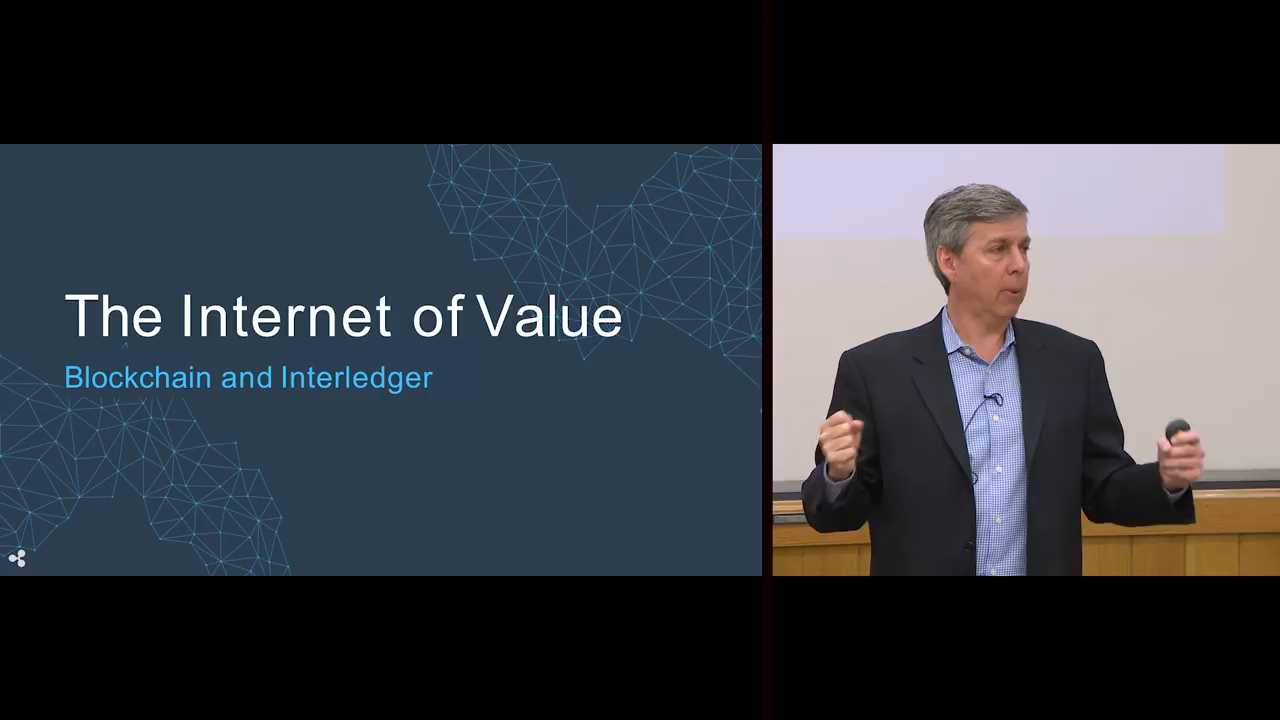 The Internet of Value
Blockchain and Interledger